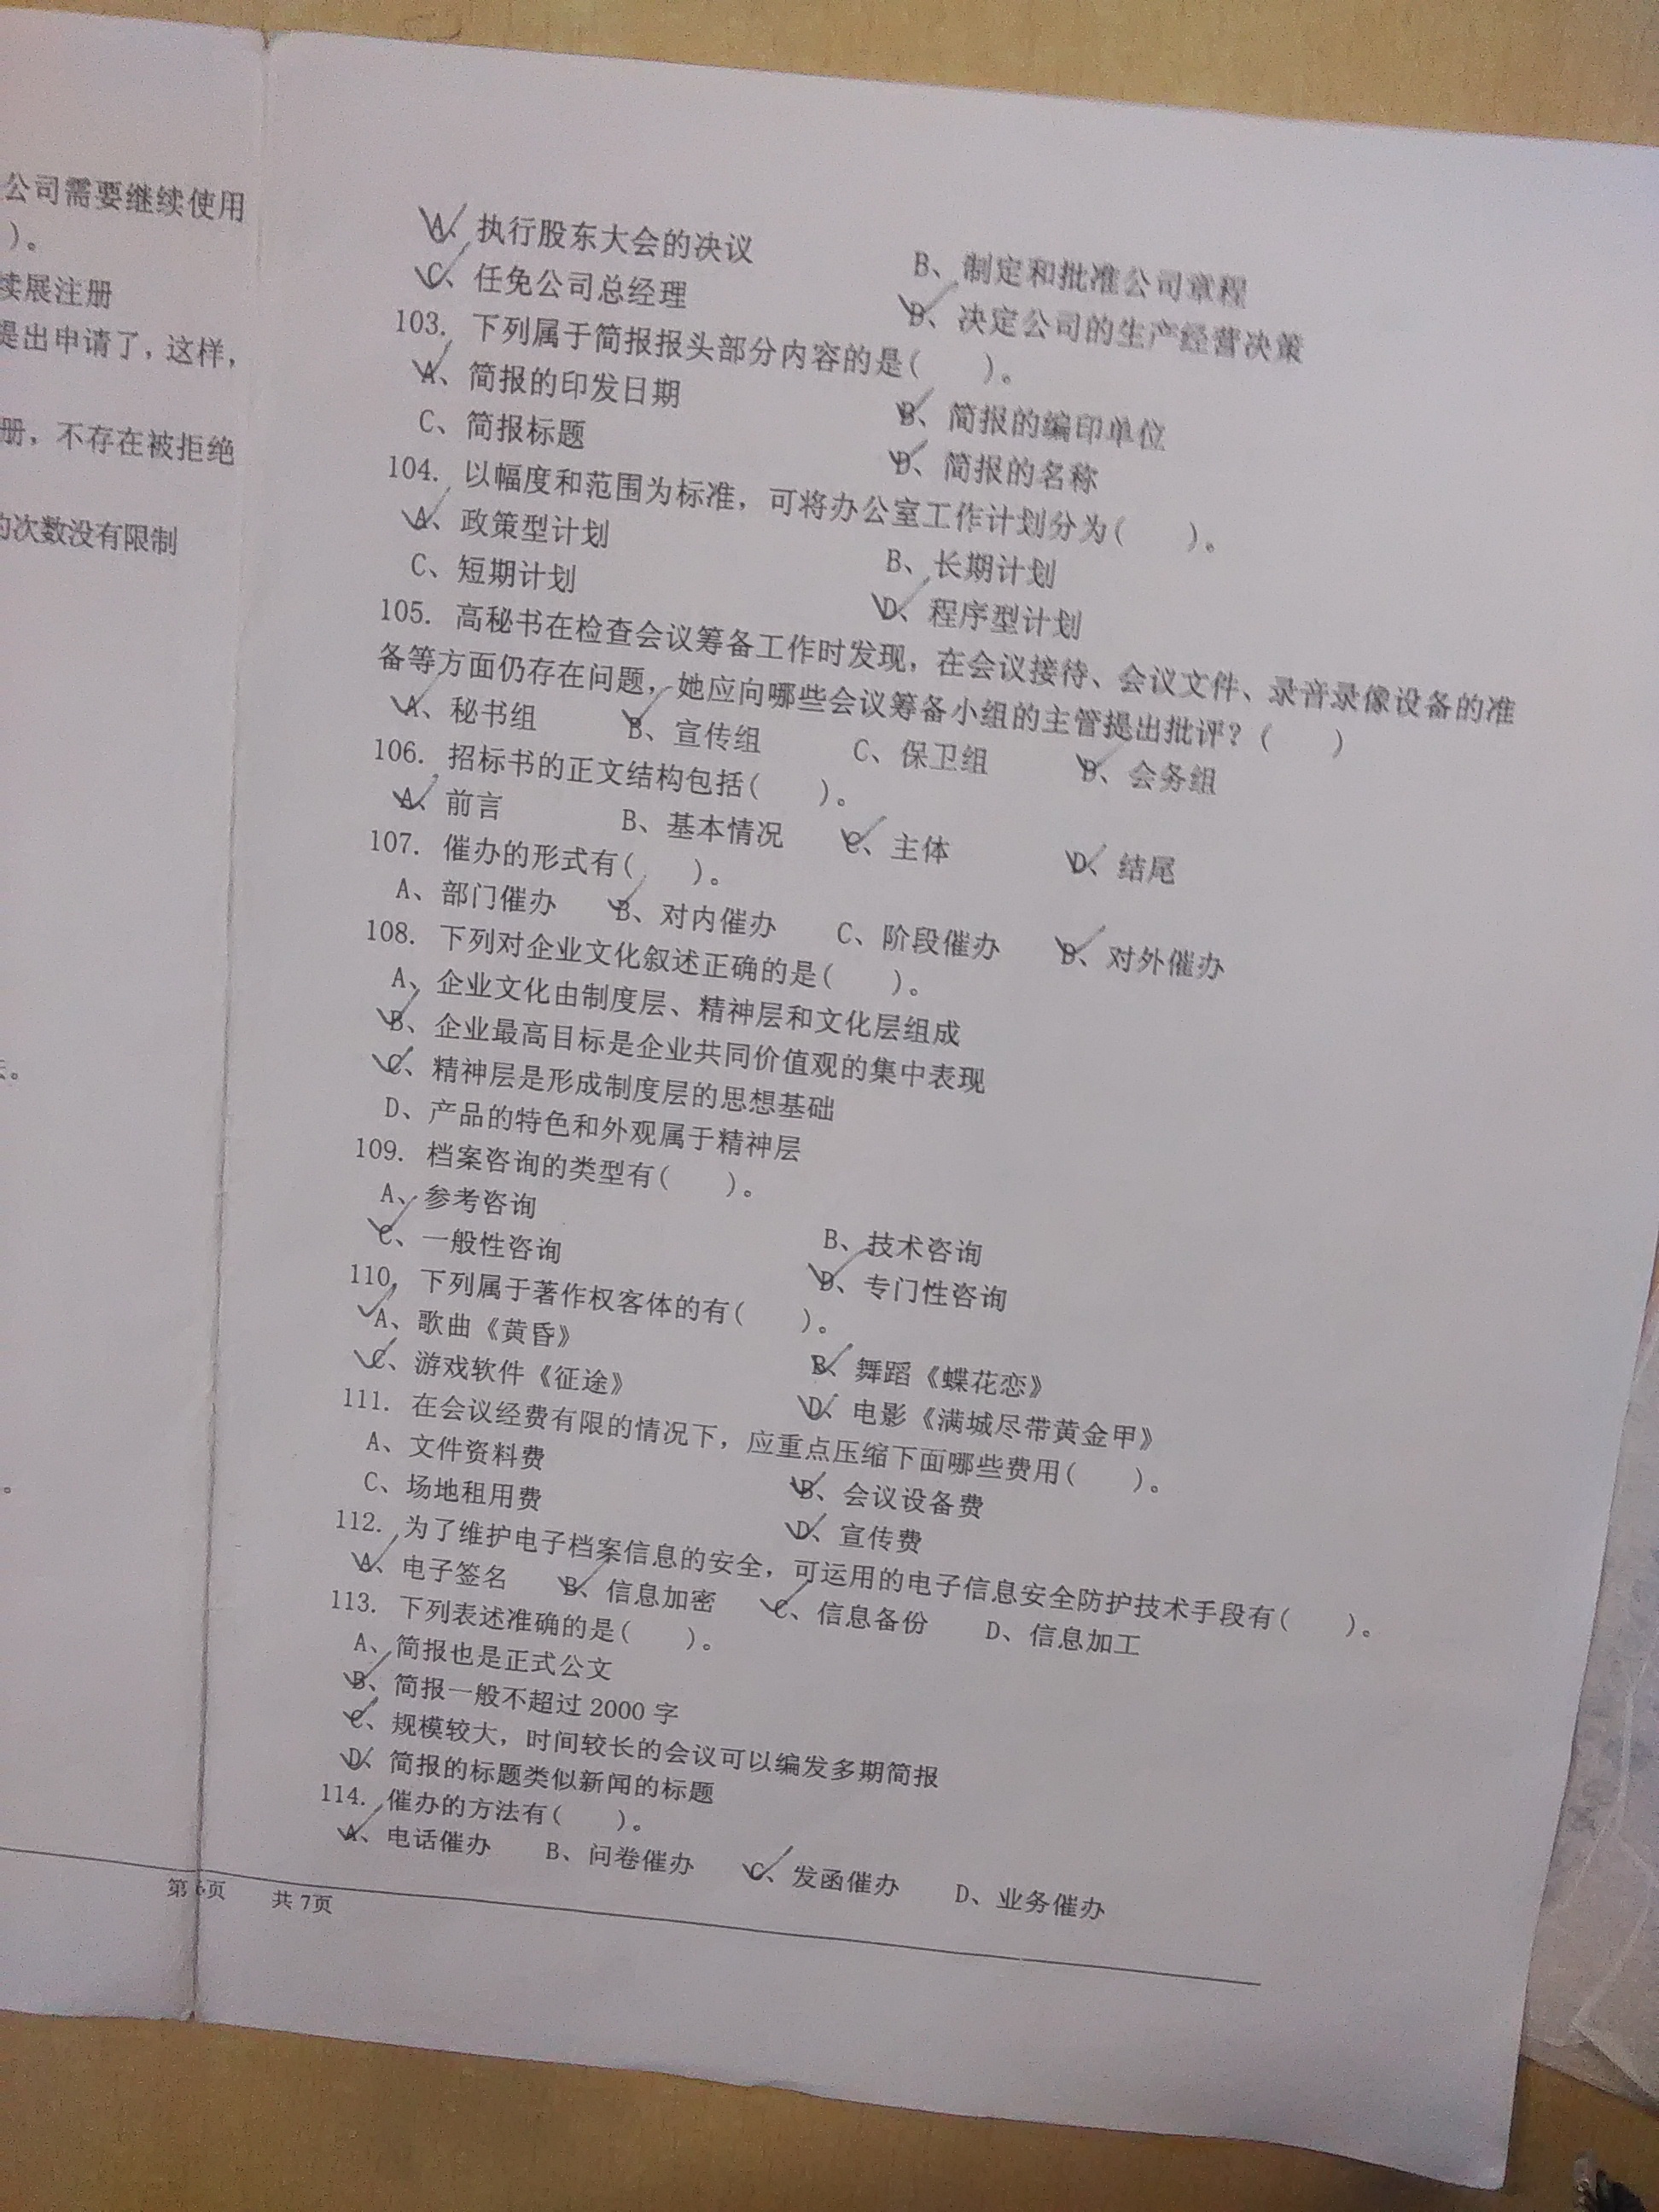 公司需要继续使用
)。
续展注册
提出申请了，这样，
册，不存在被拒绝
的次数没有限制
。
。
A、执行股东大会的决议
B、制定和批准公司章程
C、任免公司总经理
D、决定公司的生产经营决策
103. 下列属于简报报头部分内容的是(　　)。
A、简报的印发日期
B、简报的编印单位
C、简报标题
D、简报的名称
104. 以幅度和范围为标准，可将办公室工作计划分为(　　)。
A、政策型计划
B、长期计划
C、短期计划
D、程序型计划
105. 高秘书在检查会议筹备工作时发现，在会议接待、会议文件、录音录像设备的准
备等方面仍存在问题，她应向哪些会议筹备小组的主管提出批评？(　　)
A、秘书组　B、宣传组　C、保卫组　D、会务组
106. 招标书的正文结构包括(　　)。
A、前言　B、基本情况　C、主体　D、结尾
107. 催办的形式有(　　)。
A、部门催办　B、对内催办　C、阶段催办　D、对外催办
108. 下列对企业文化叙述正确的是(　　)。
A、企业文化由制度层、精神层和文化层组成
B、企业最高目标是企业共同价值观的集中表现
C、精神层是形成制度层的思想基础
D、产品的特色和外观属于精神层
109. 档案咨询的类型有(　　)。
A、参考咨询
B、技术咨询
C、一般性咨询
D、专门性咨询
110. 下列属于著作权客体的有(　　)。
A、歌曲《黄昏》
B、舞蹈《蝶花恋》
C、游戏软件《征途》
D、电影《满城尽带黄金甲》
111. 在会议经费有限的情况下，应重点压缩下面哪些费用(　　)。
A、文件资料费
B、会议设备费
C、场地租用费
D、宣传费
112. 为了维护电子档案信息的安全，可运用的电子信息安全防护技术手段有(　　)。
A、电子签名　B、信息加密　C、信息备份　D、信息加工
113. 下列表述准确的是(　　)。
A、简报也是正式公文
B、简报一般不超过 2000 字
C、规模较大，时间较长的会议可以编发多期简报
D、简报的标题类似新闻的标题
114. 催办的方法有(　　)。
A、电话催办　B、问卷催办　C、发函催办　D、业务催办
第 6页　共 7页